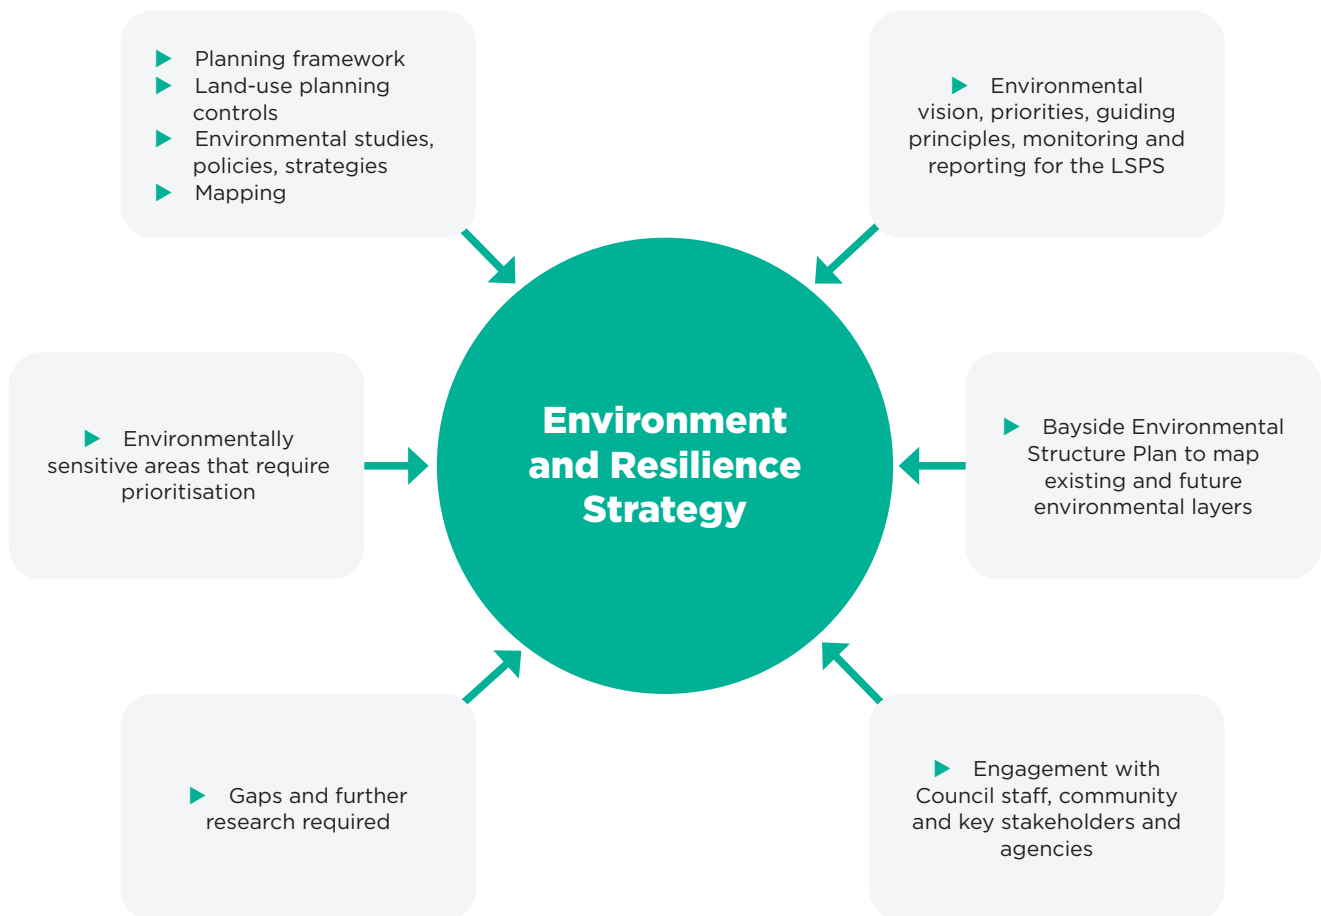 Planning framework
Land-use planning
controls
Environmental studies,
policies, strategies
Mapping
Environmental
vision, priorities, guiding
principles, monitoring and
reporting for the LSPS
Environmentally
sensitive areas that require
prioritisation
Environment
and Resilience
Strategy
Bayside Environmental
Structure Plan to map
existing and future
environmental layers
Gaps and further
research required
Engagement with
Council staff, community
and key stakeholders and
agencies